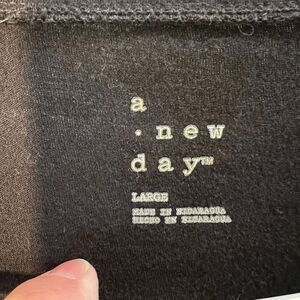 a
· new
day™
LARGE
MADE IN NICARAGUA
HECHO EN NICARAGUA